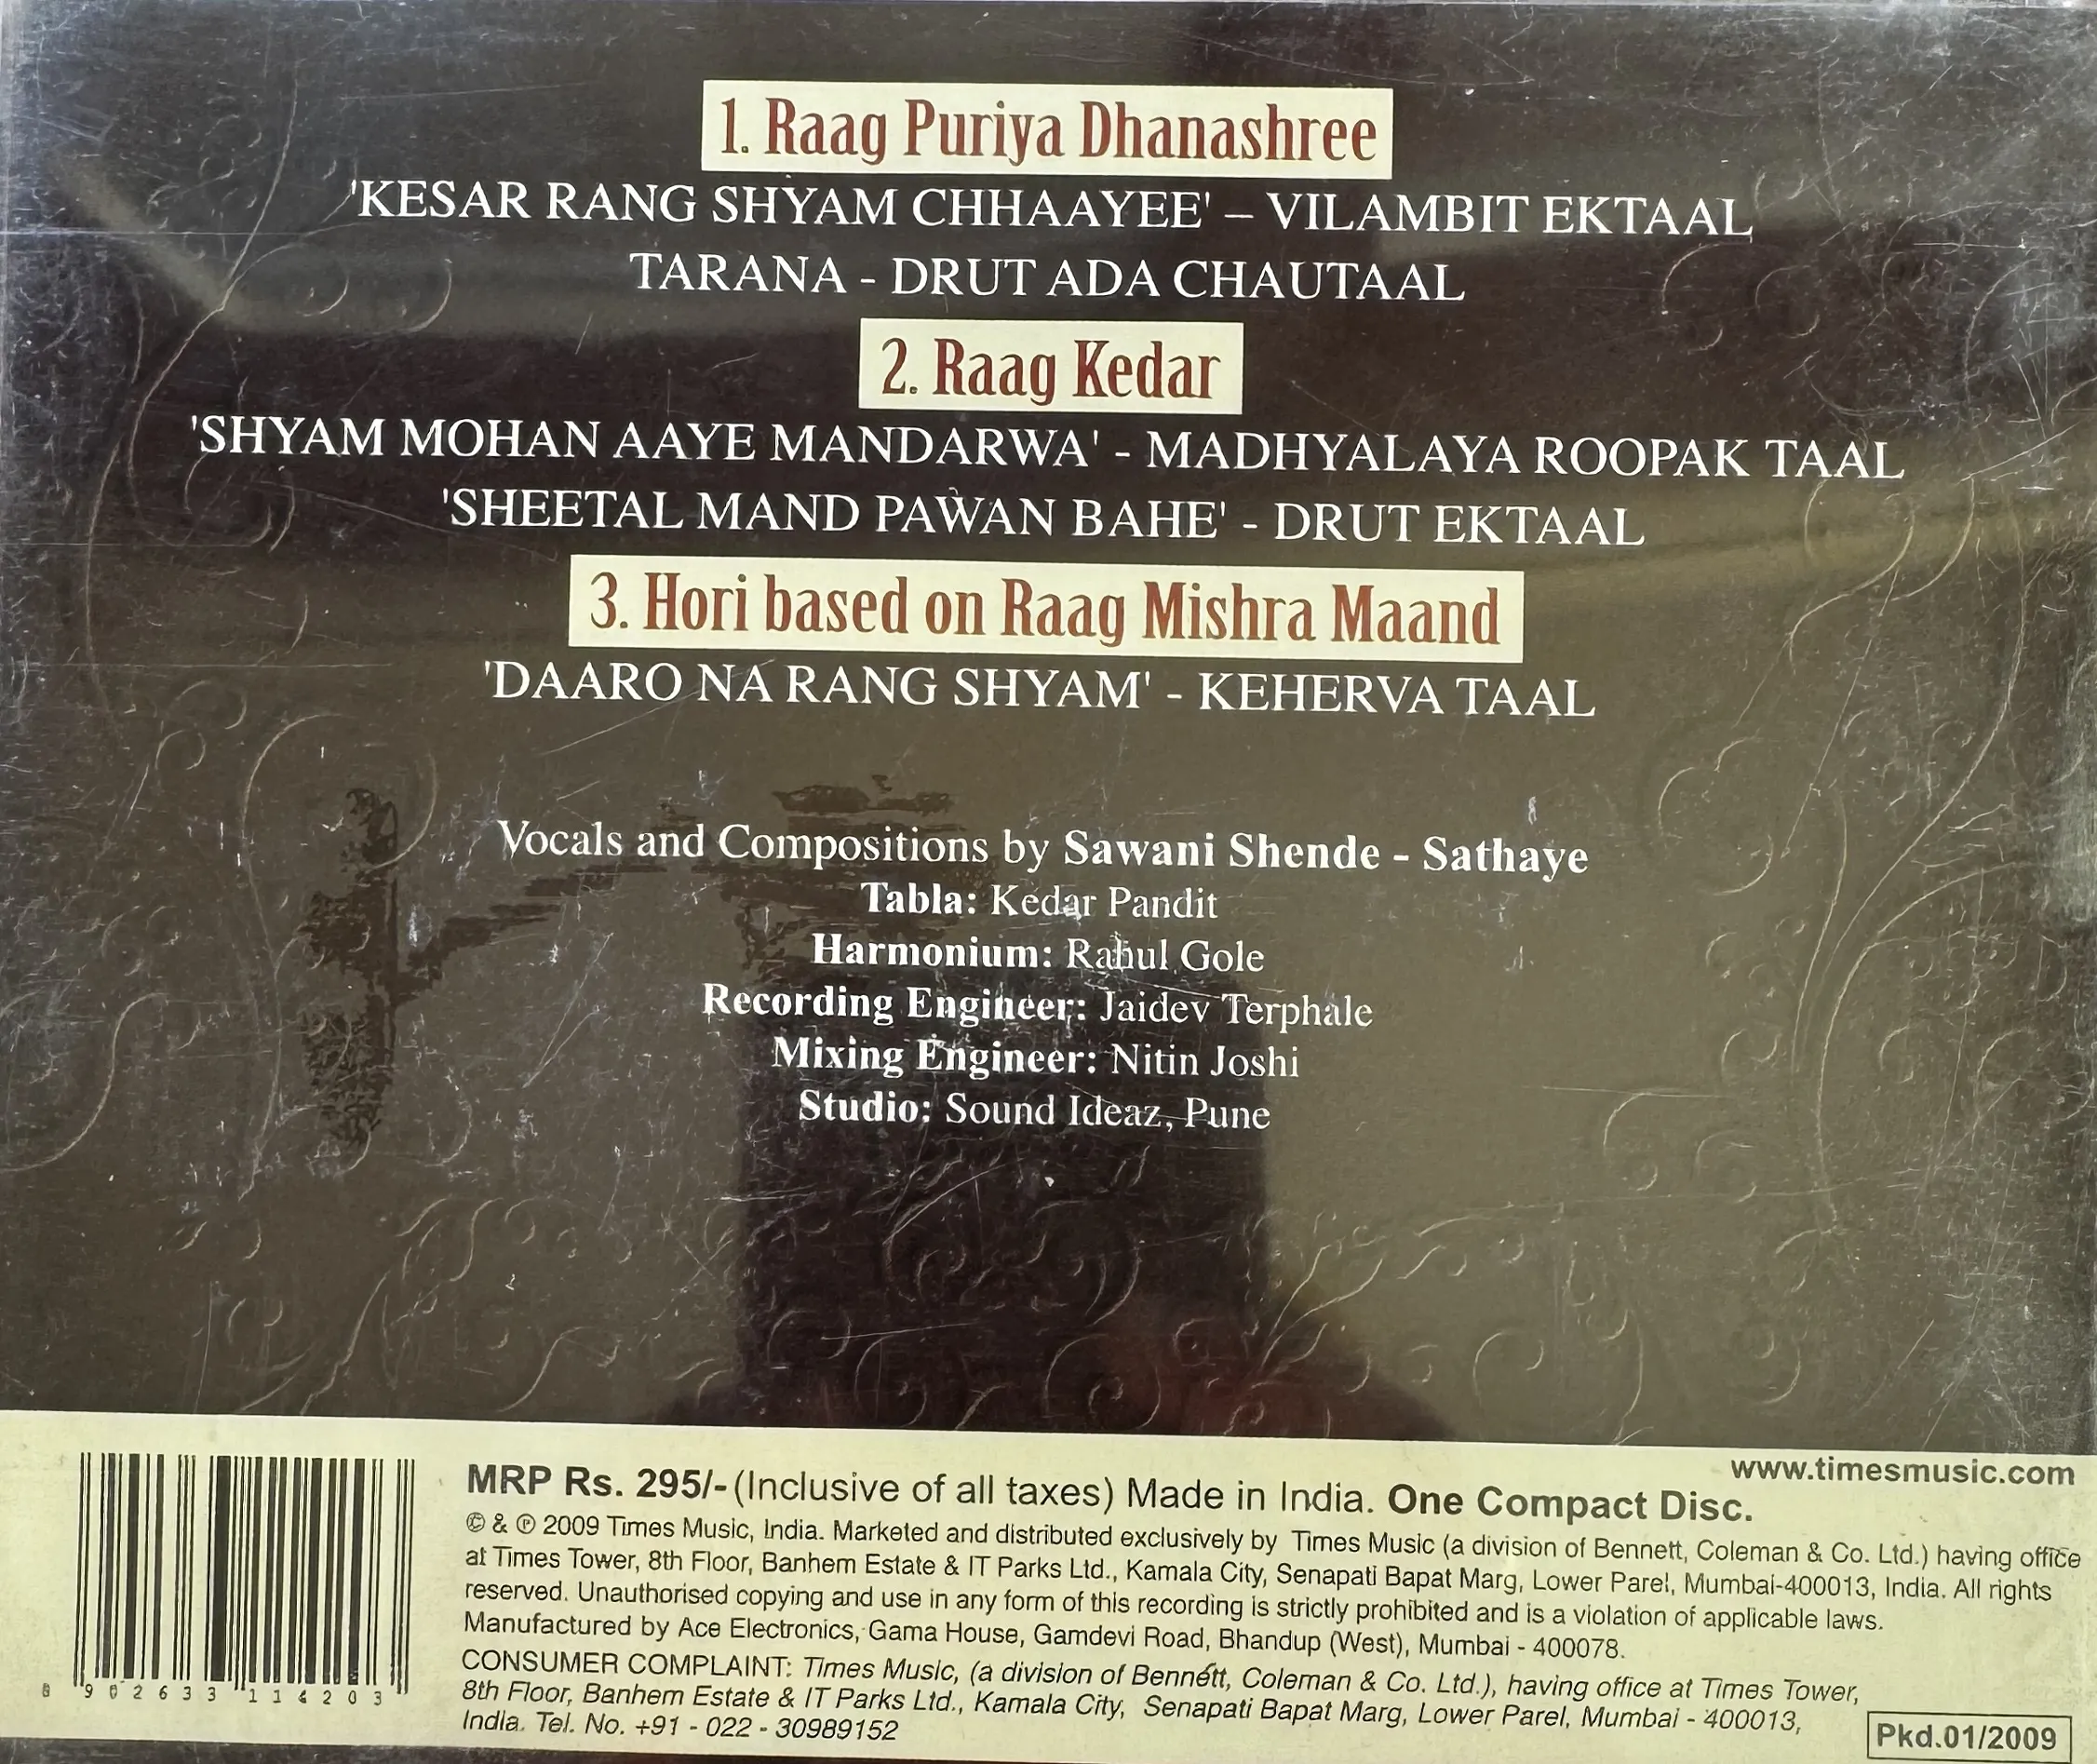 1. Raag Puriya Dhanashree
'KESAR RANG SHYAM CHHAAYEE' – VILAMBIT EKTAAL
TARANA - DRUT ADA CHAUTAAL
2. Raag Kedar
'SHYAM MOHAN AAYE MANDARWA' - MADHYALAYA ROOPAK TAAL
'SHEETAL MAND PAWAN BAHE' - DRUT EKTAAL
3. Hori based on Raag Mishra Maand
'DAARO NA RANG SHYAM' - KEHERVA TAAL
Vocals and Compositions by Sawani Shende - Sathaye
Tabla: Kedar Pandit
Harmonium: Rahul Gole
Recording Engineer: Jaidev Terphale
Mixing Engineer: Nitin Joshi
Studio: Sound Ideaz, Pune
www.timesmusic.com
MRP Rs. 295/- (Inclusive of all taxes) Made in India. One Compact Disc.
© & ℗ 2009 Times Music, India. Marketed and distributed exclusively by Times Music (a division of Bennett, Coleman & Co. Ltd.) having office
at Times Tower, 8th Floor, Banhem Estate & IT Parks Ltd., Kamala City, Senapati Bapat Marg, Lower Parel, Mumbai-400013, India. All rights
reserved. Unauthorised copying and use in any form of this recording is strictly prohibited and is a violation of applicable laws.
Manufactured by Ace Electronics, Gama House, Gamdevi Road, Bhandup (West), Mumbai - 400078.
CONSUMER COMPLAINT: Times Music, (a division of Bennett, Coleman & Co. Ltd.), having office at Times Tower,
8th Floor, Banhem Estate & IT Parks Ltd., Kamala City, Senapati Bapat Marg, Lower Parel, Mumbai - 400013,
India. Tel. No. +91 - 022 - 30989152
8 902633 114203
Pkd.01/2009